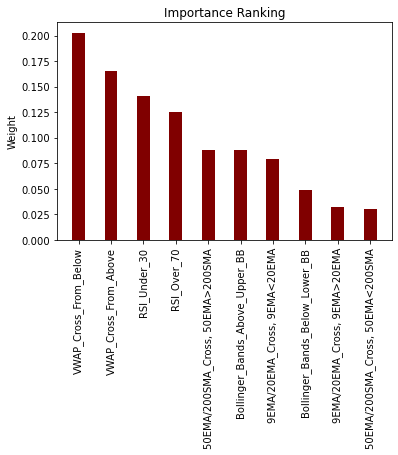 Importance Ranking
Weight
0.200
0.175
0.150
0.125
0.100
0.075
0.050
0.025
0.000
VWAP_Cross_From_Below
VWAP_Cross_From_Above
RSI_Under_30
RSI_Over_70
50EMA/200SMA_Cross, 50EMA>200SMA
Bollinger_Bands_Above_Upper_BB
9EMA/20EMA_Cross, 9EMA<20EMA
Bollinger_Bands_Below_Lower_BB
9EMA/20EMA_Cross, 9EMA>20EMA
50EMA/200SMA_Cross, 50EMA<200SMA